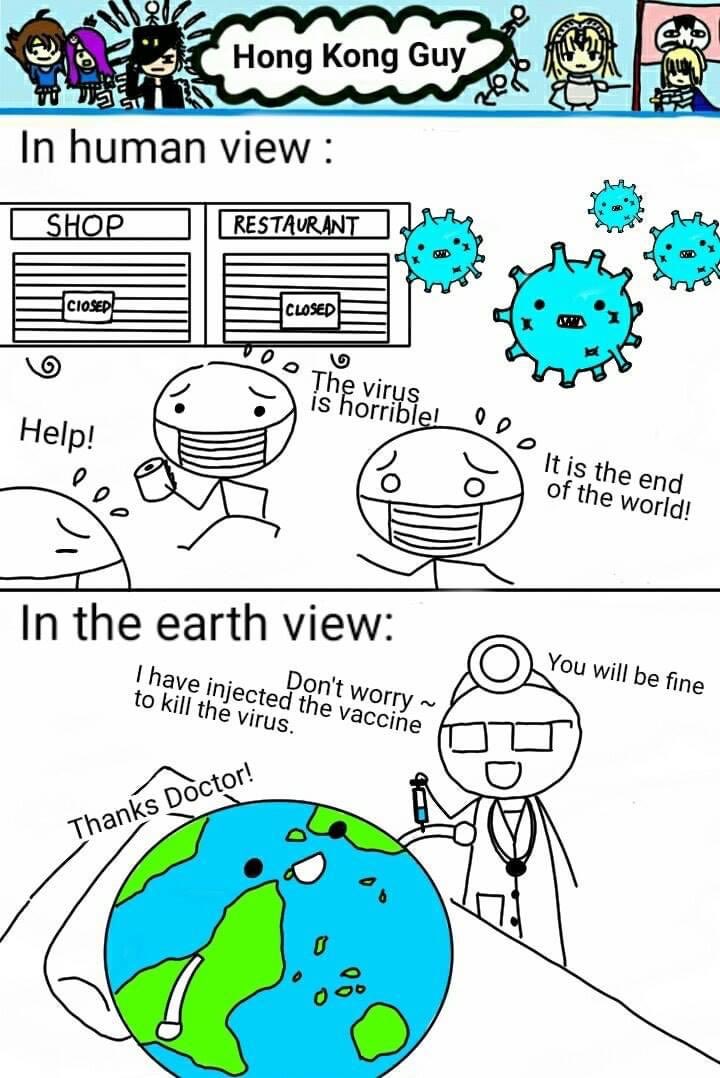 Hong Kong Guy
In human view :
SHOP
RESTAURANT
ClOSED
CLOSED
The virus
is horrible!
Help!
It is the end
of the world!
In the earth view:
You will be fine
Don't worry ~
I have injected the vaccine
to kill the virus.
Thanks Doctor!